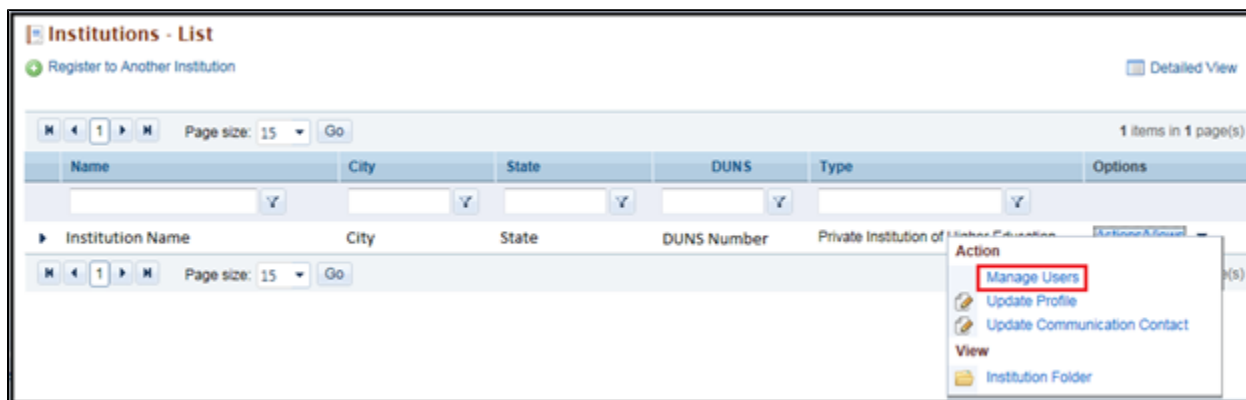 Institutions - List
Register to Another Institution
Detailed View
1 Page size: 15 Go 1 items in 1 page(s)
Name City State DUNS Type Options
Institution Name City State DUNS Number Private Institution of Higher Education Actions/Views
1 Page size: 15 Go
Action
Manage Users
Update Profile
Update Communication Contact
View
Institution Folder